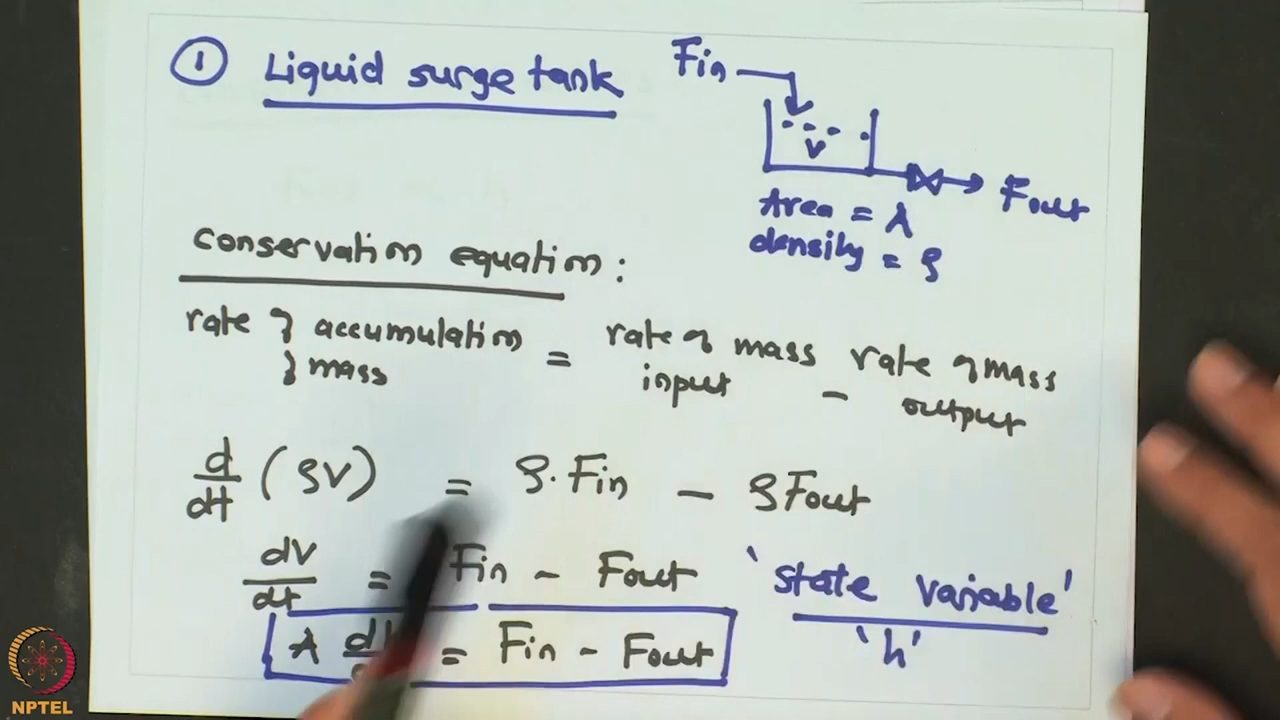 ① Liquid surge tank
Fin
V
Fout
Area = A
density = ρ
conservation equation:
rate of accumulation of mass = rate of mass input - rate of mass output
d/dt (ρV) = ρ. Fin - ρFout
dV/dt = Fin - Fout
'state variable'
'h'
A = Fin - Fout
NPTEL